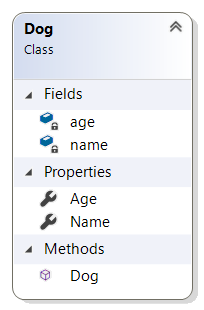 Dog
Class
Fields
age
name
Properties
Age
Name
Methods
Dog